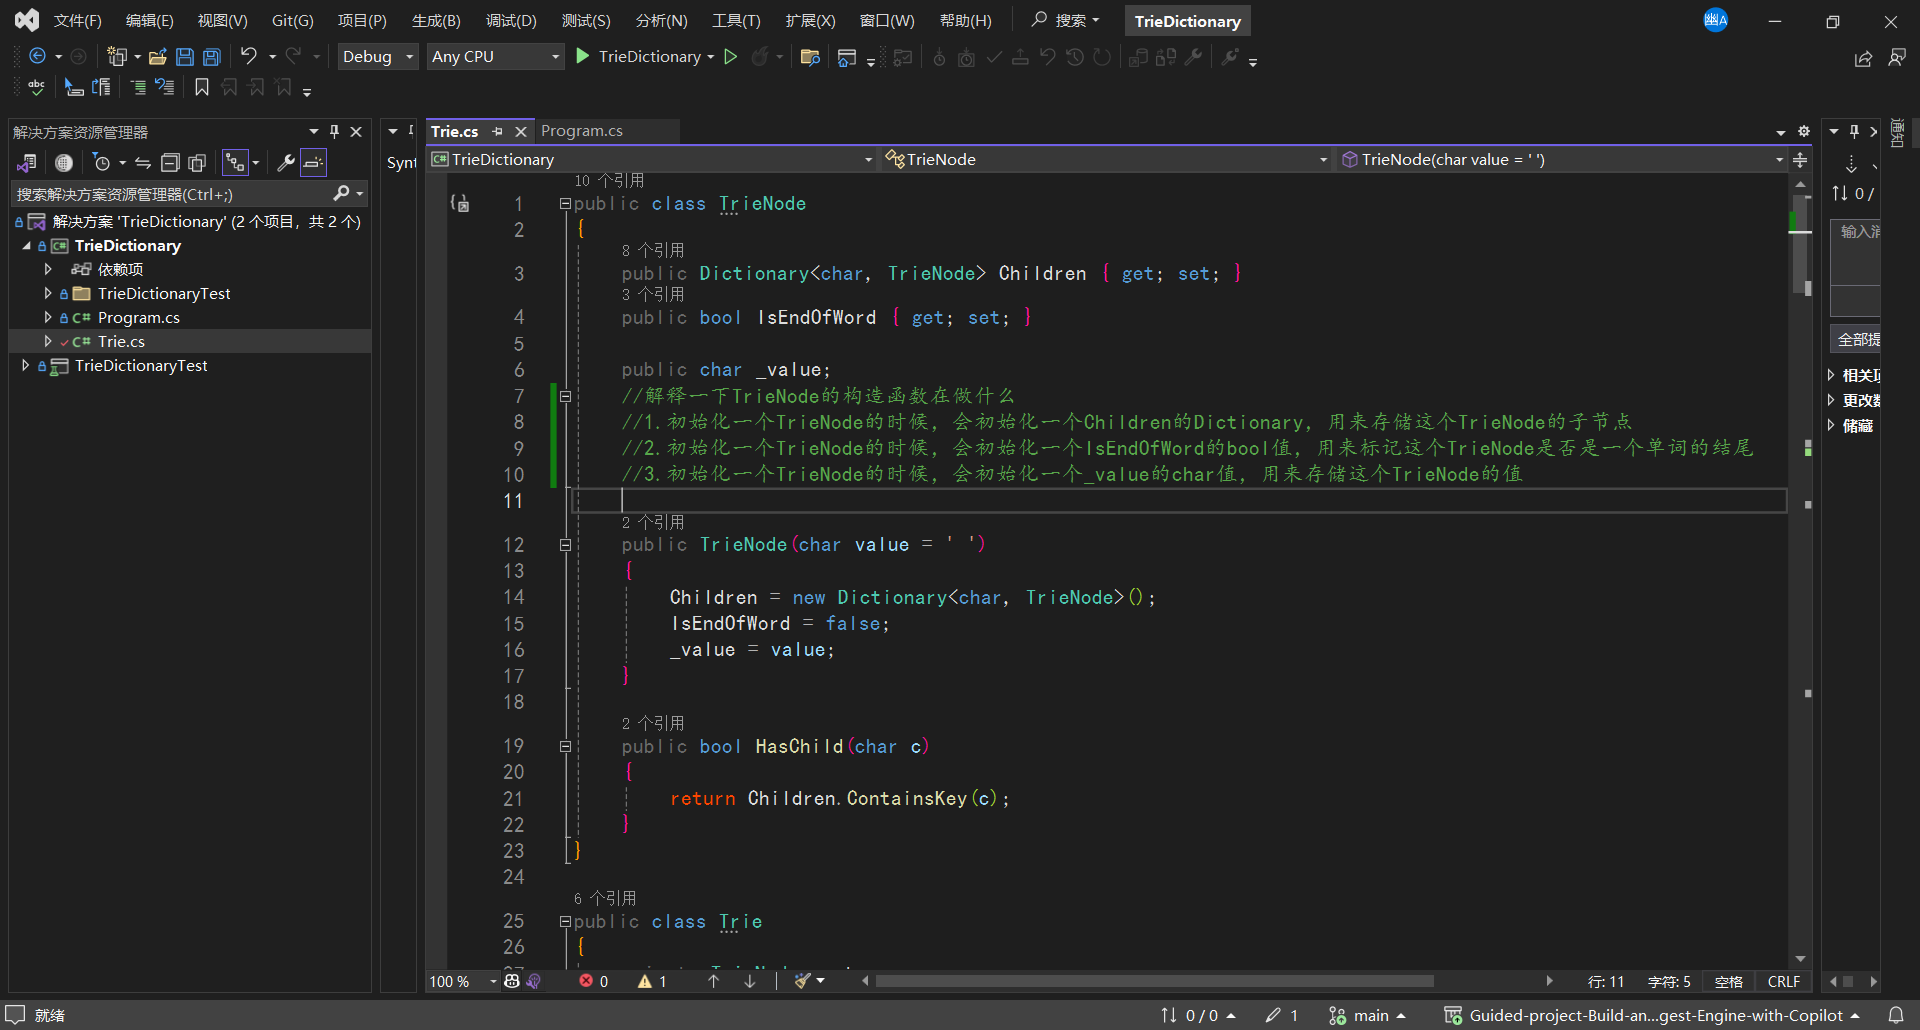 文件(F) 编辑(E) 视图(V) Git(G) 项目(P) 生成(B) 调试(D) 测试(S) 分析(N) 工具(T) 扩展(X) 窗口(W) 帮助(H) 搜索 TrieDictionary 幽A
Debug Any CPU TrieDictionary
abc
解决方案资源管理器
搜索解决方案资源管理器(Ctrl+;)
解决方案 'TrieDictionary' (2 个项目, 共 2 个)
TrieDictionary
依赖项
TrieDictionaryTest
C# Program.cs
C# Trie.cs
TrieDictionaryTest
Synt
Trie.cs Program.cs
C# TrieDictionary TrieNode TrieNode(char value = ' ')
10 个引用
1 public class TrieNode
2 {
8 个引用
3 public Dictionary<char, TrieNode> Children { get; set; }
3 个引用
4 public bool IsEndOfWord { get; set; }
5
6 public char _value;
7 //解释一下TrieNode的构造函数在做什么
8 //1.初始化一个TrieNode的时候, 会初始化一个Children的Dictionary, 用来存储这个TrieNode的子节点
9 //2.初始化一个TrieNode的时候, 会初始化一个IsEndOfWord的bool值, 用来标记这个TrieNode是否是一个单词的结尾
10 //3.初始化一个TrieNode的时候, 会初始化一个_value的char值, 用来存储这个TrieNode的值
11
2 个引用
12 public TrieNode(char value = ' ')
13 {
14 Children = new Dictionary<char, TrieNode>();
15 IsEndOfWord = false;
16 _value = value;
17 }
18
2 个引用
19 public bool HasChild(char c)
20 {
21 return Children.ContainsKey(c);
22 }
23 }
24
6 个引用
25 public class Trie
26 {
100 % 0 1 行: 11 字符: 5 空格 CRLF
通知
0 /
输入消
全部提
相关项
更改数
储藏
就绪 0 / 0 1 main Guided-project-Build-an...gest-Engine-with-Copilot